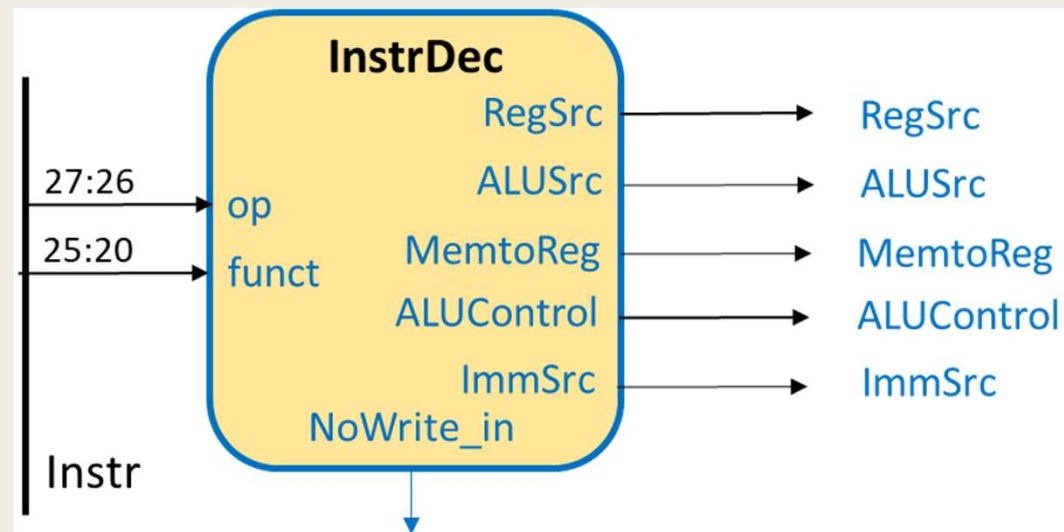 InstrDec
RegSrc
RegSrc
27:26
ALUSrc
ALUSrc
op
25:20
MemtoReg
MemtoReg
funct
ALUControl
ALUControl
ImmSrc
ImmSrc
NoWrite_in
Instr